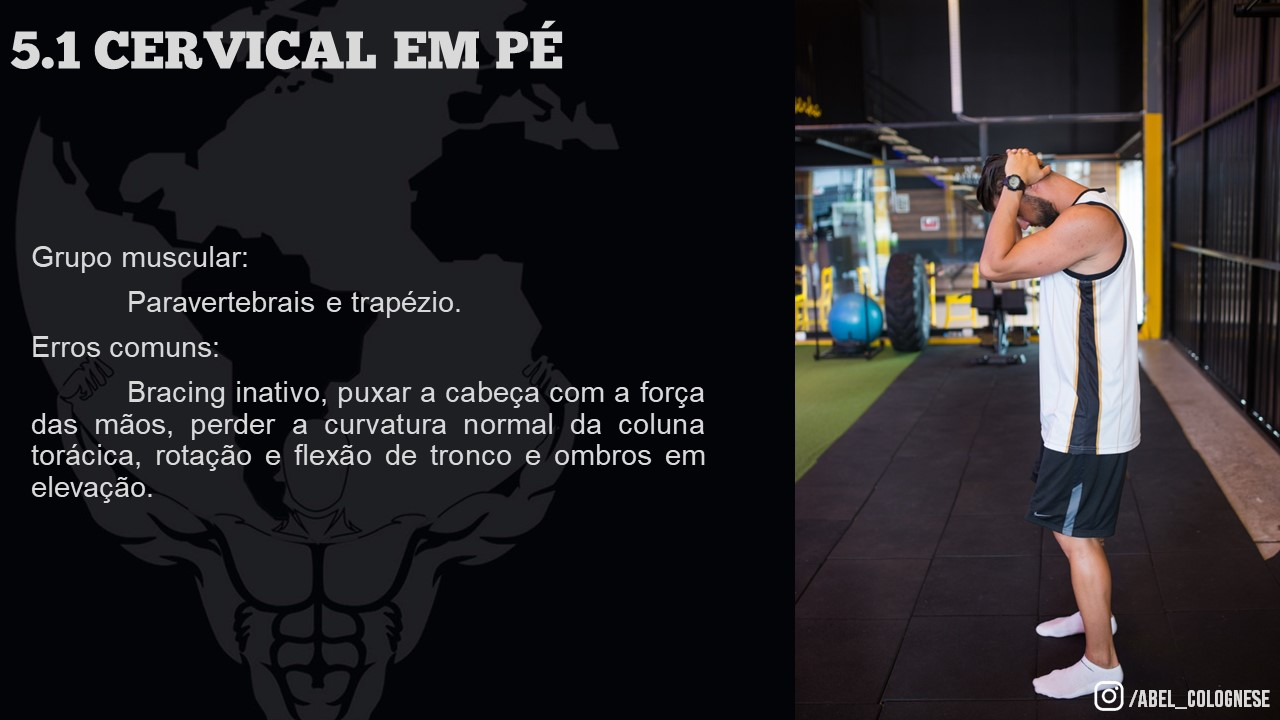 5.1 CERVICAL EM PÉ
Grupo muscular:
Paravertebrais e trapézio.
Erros comuns:
Bracing inativo, puxar a cabeça com a força
das mãos, perder a curvatura normal da coluna
torácica, rotação e flexão de tronco e ombros em
elevação.
/ABEL_COLOGNESE